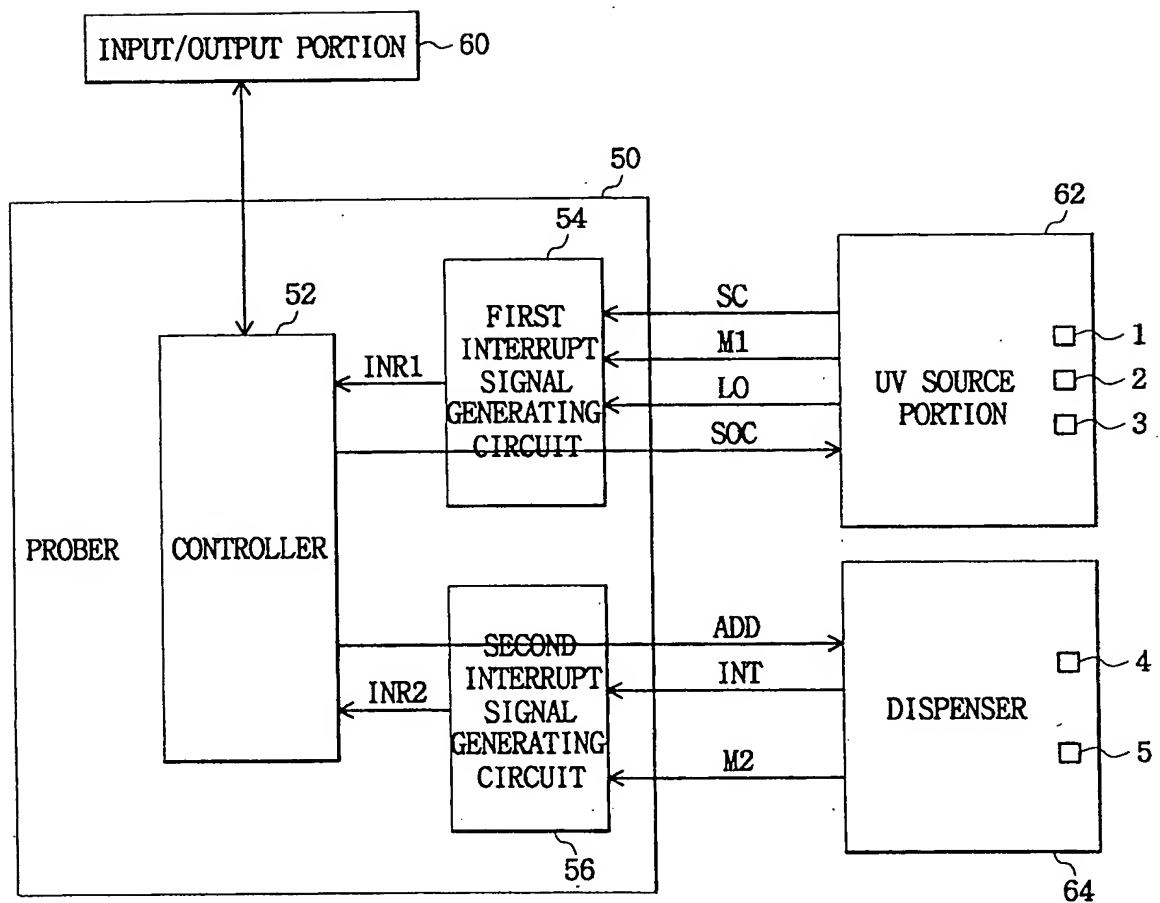 INPUT/OUTPUT PORTION
60
50
54
62
52
FIRST
INTERRUPT
SIGNAL
GENERATING
CIRCUIT
INR1
SC
M1
LO
SOC
UV SOURCE
PORTION
1
2
3
PROBER
CONTROLLER
SECOND
INTERRUPT
SIGNAL
GENERATING
CIRCUIT
INR2
ADD
INT
M2
DISPENSER
4
5
56
64